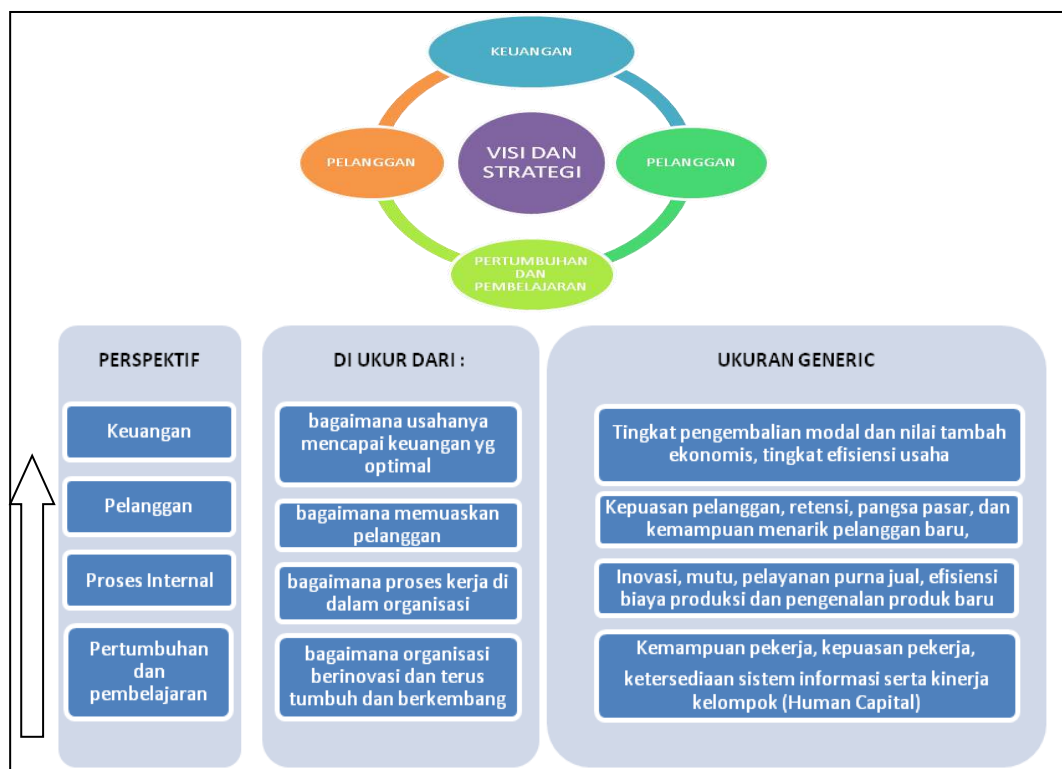 KEUANGAN
PELANGGAN
VISI DAN
STRATEGI
PELANGGAN
PERTUMBUHAN
DAN
PEMBELAJARAN
PERSPEKTIF
DI UKUR DARI :
UKURAN GENERIC
Keuangan
bagaimana usahanya
mencapai keuangan yg
optimal
Tingkat pengembalian modal dan nilai tambah
ekonomis, tingkat efisiensi usaha
Pelanggan
bagaimana memuaskan
pelanggan
Kepuasan pelanggan, retensi, pangsa pasar, dan
kemampuan menarik pelanggan baru,
Proses Internal
bagaimana proses kerja di
dalam organisasi
Inovasi, mutu, pelayanan purna jual, efisiensi
biaya produksi dan pengenalan produk baru
Pertumbuhan
dan
pembelajaran
bagaimana organisasi
berinovasi dan terus
tumbuh dan berkembang
Kemampuan pekerja, kepuasan pekerja,
ketersediaan sistem informasi serta kinerja
kelompok (Human Capital)